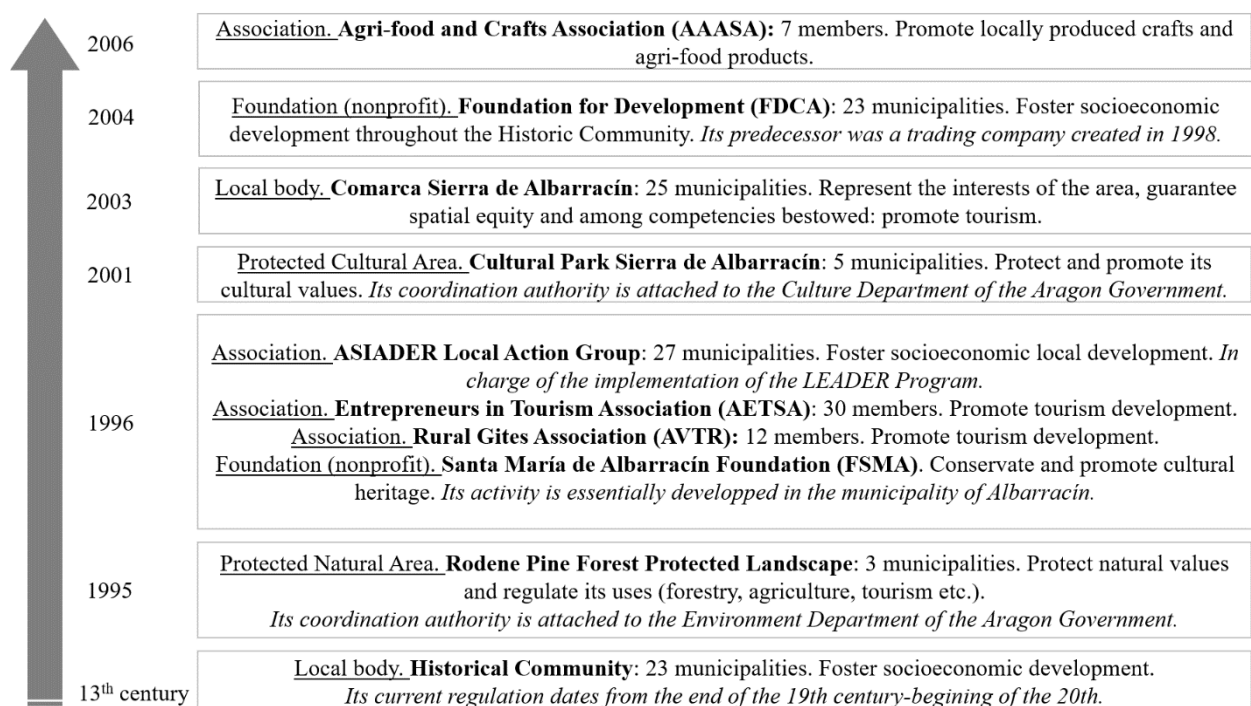 2006
Association. Agri-food and Crafts Association (AAASA): 7 members. Promote locally produced crafts and
agri-food products.
2004
Foundation (nonprofit). Foundation for Development (FDCA): 23 municipalities. Foster socioeconomic
development throughout the Historic Community. Its predecessor was a trading company created in 1998.
2003
Local body. Comarca Sierra de Albarracín: 25 municipalities. Represent the interests of the area, guarantee
spatial equity and among competencies bestowed: promote tourism.
2001
Protected Cultural Area. Cultural Park Sierra de Albarracín: 5 municipalities. Protect and promote its
cultural values. Its coordination authority is attached to the Culture Department of the Aragon Government.
1996
Association. ASIADER Local Action Group: 27 municipalities. Foster socioeconomic local development. In
charge of the implementation of the LEADER Program.
Association. Entrepreneurs in Tourism Association (AETSA): 30 members. Promote tourism development.
Association. Rural Gites Association (AVTR): 12 members. Promote tourism development.
Foundation (nonprofit). Santa María de Albarracín Foundation (FSMA). Conservate and promote cultural
heritage. Its activity is essentially developped in the municipality of Albarracín.
1995
Protected Natural Area. Rodene Pine Forest Protected Landscape: 3 municipalities. Protect natural values
and regulate its uses (forestry, agriculture, tourism etc.).
Its coordination authority is attached to the Environment Department of the Aragon Government.
13th century
Local body. Historical Community: 23 municipalities. Foster socioeconomic development.
Its current regulation dates from the end of the 19th century-begining of the 20th.